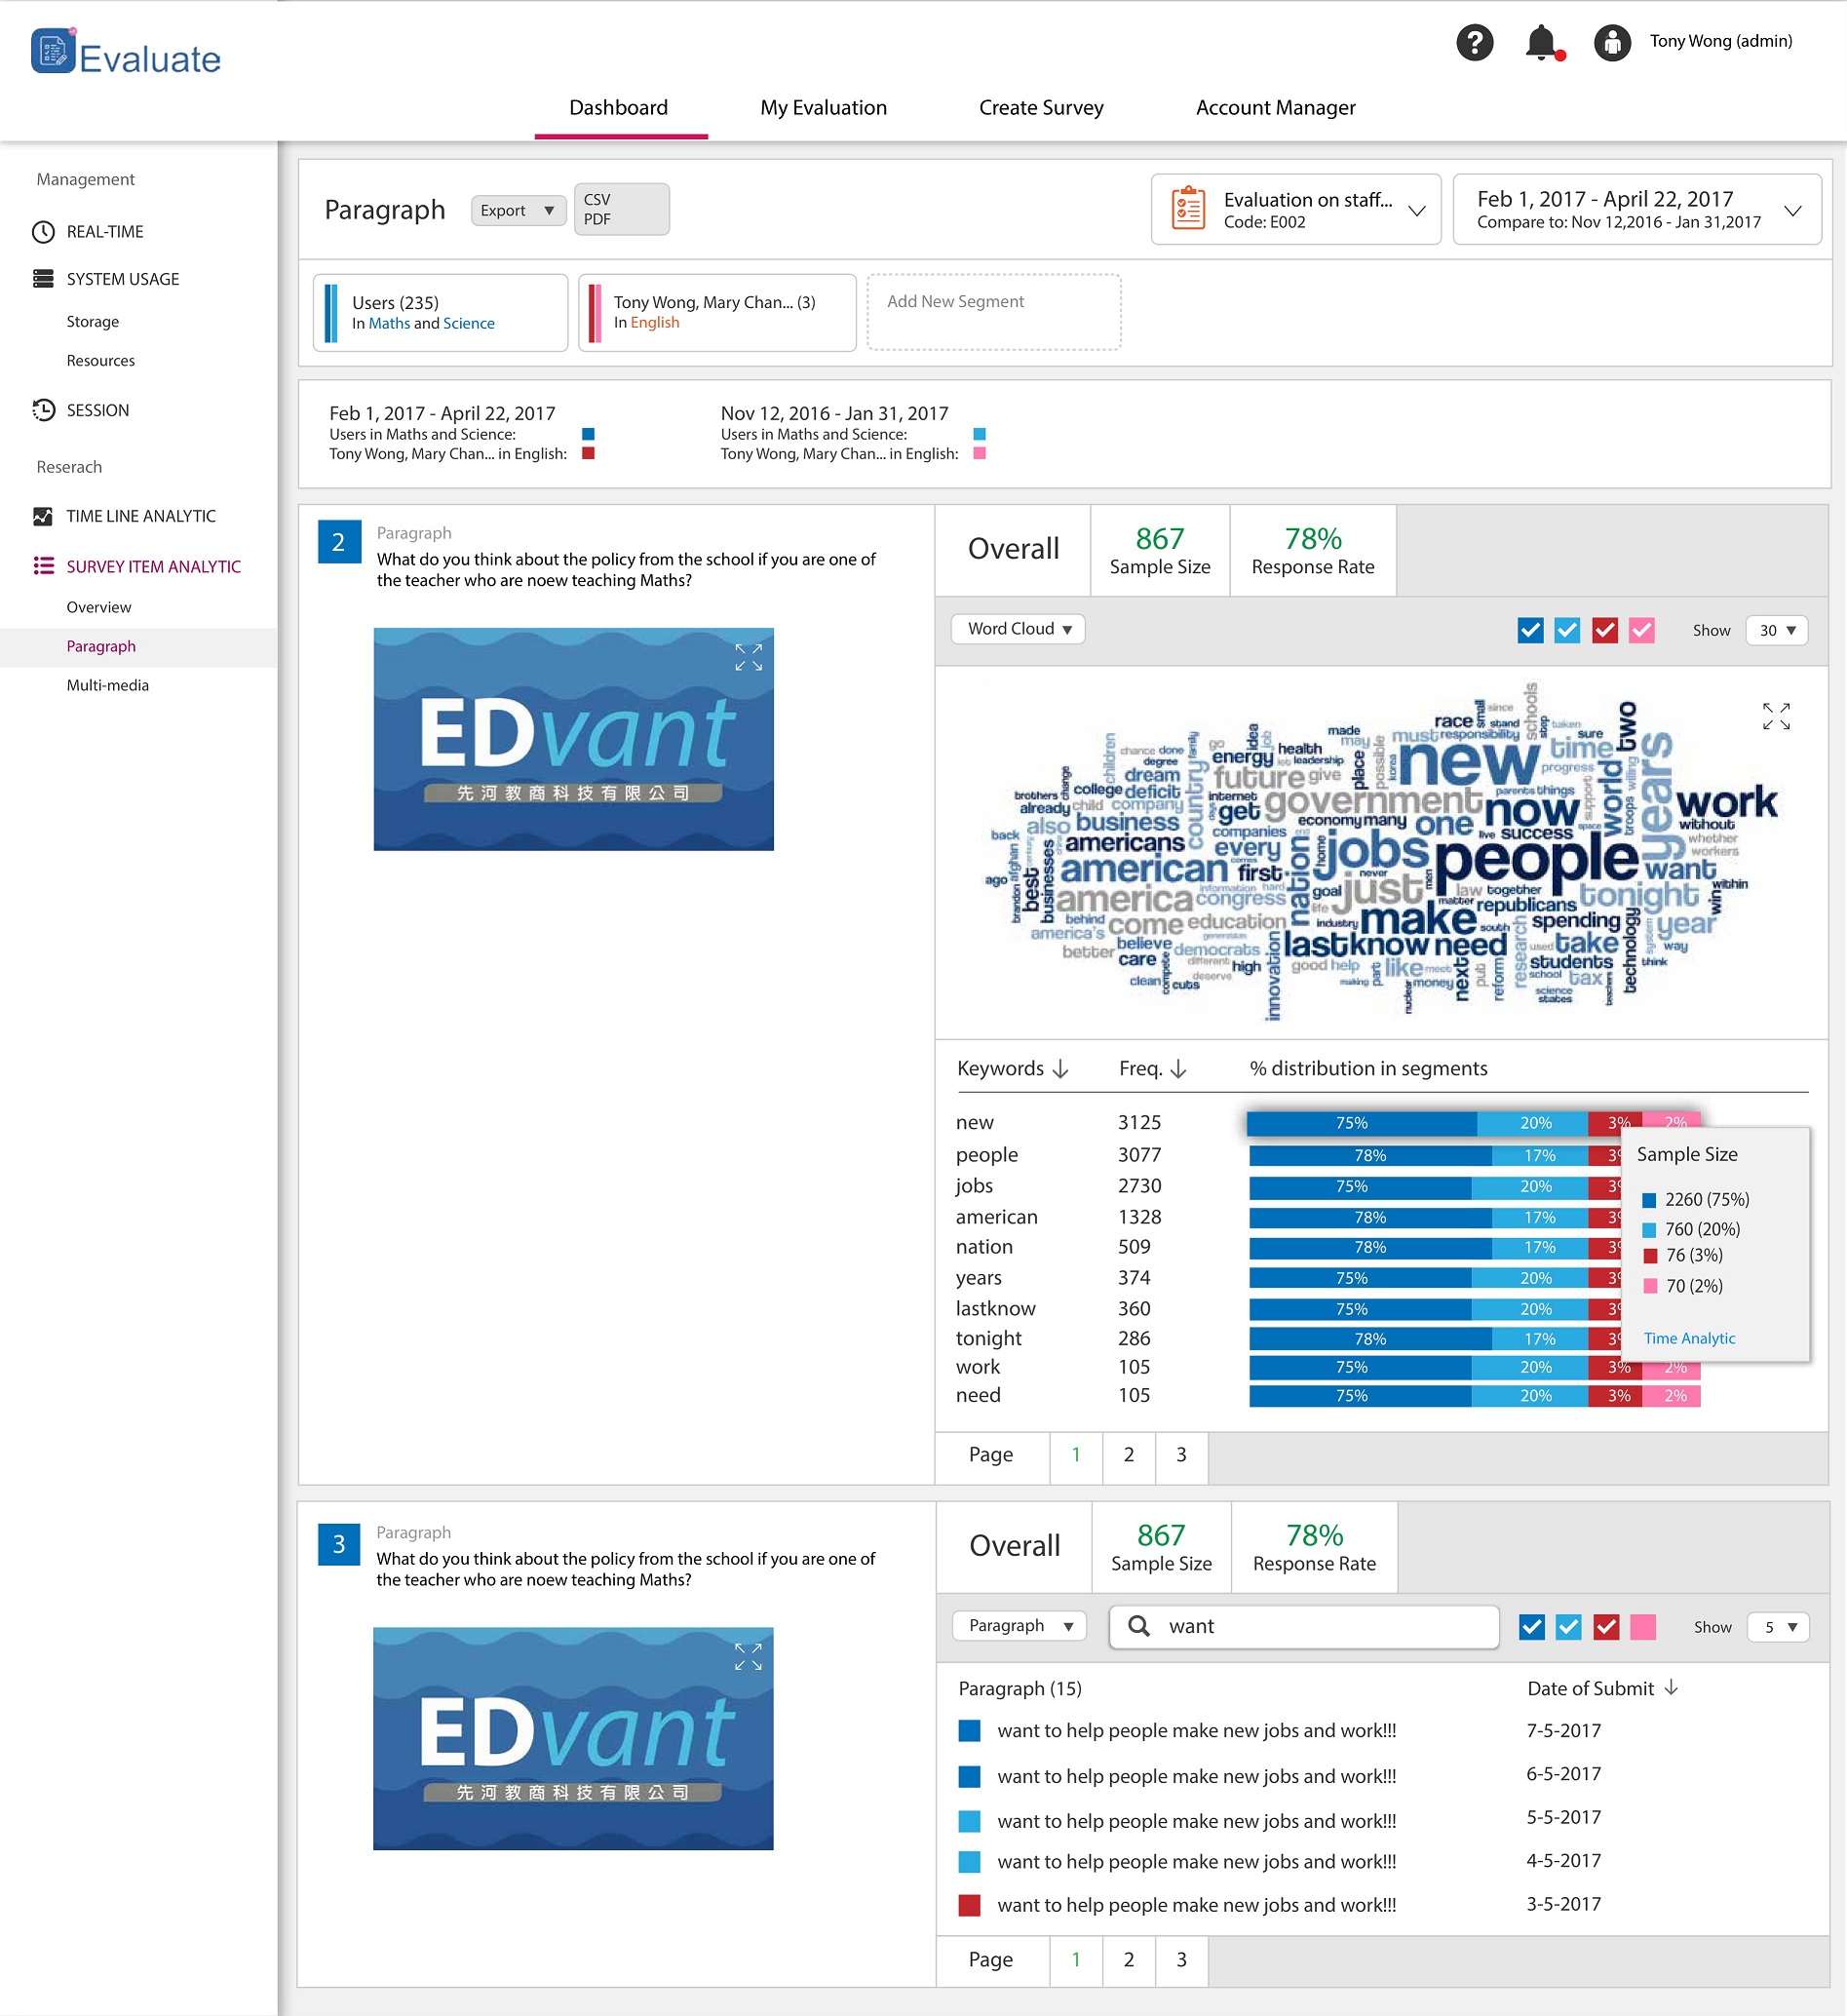 Evaluate
Tony Wong (admin)
Dashboard
My Evaluation
Create Survey
Account Manager
Management
REAL-TIME
SYSTEM USAGE
Storage
Resources
SESSION
Reserach
TIME LINE ANALYTIC
SURVEY ITEM ANALYTIC
Overview
Paragraph
Multi-media
Paragraph
Export
CSV
PDF
Evaluation on staff...
Code: E002
Feb 1, 2017 - April 22, 2017
Compare to: Nov 12,2016 - Jan 31,2017
Users (235)
In Maths and Science
Tony Wong, Mary Chan... (3)
In English
Add New Segment
Feb 1, 2017 - April 22, 2017
Users in Maths and Science:
Tony Wong, Mary Chan... in English:
Nov 12, 2016 - Jan 31, 2017
Users in Maths and Science:
Tony Wong, Mary Chan... in English:
2
Paragraph
What do you think about the policy from the school if you are one of
the teacher who are noew teaching Maths?
EDvant
先河教商科技有限公司
Overall
867
Sample Size
78%
Response Rate
Word Cloud
Show
30
new
people
jobs
years
work
now
government
american
america
make
just
lastknow
need
nation
tonight
world
two
time
want
year
take
one
get
future
country
business
americans
every
first
congress
education
come
innovation
students
spending
republicans
technology
research
reform
next
like
tax
believe
care
democrats
better
high
good
help
energy
health
leadership
dream
college
deficit
company
child
already
also
brothers
back
ago
best
businesses
behind
america's
children
chance
done
degree
idea
made
may
place
possible
give
internet
economy
many
companies
race
small
since
stand
schools
taken
sure
must
responsibility
progress
parents
things
support
willing
troops
success
without
whether
workers
within
win
law
together
goal
industry
home
south
school
science
states
think
way
used
money
nuclear
part
clean
compete
cuts
deserve
different
Keywords
Freq.
% distribution in segments
new 3125 75% 20% 3% 2%
people 3077 78% 17%
jobs 2730 75% 20%
american 1328 78% 17%
nation 509 78% 17%
years 374 75% 20%
lastknow 360 75% 20%
tonight 286 78% 17%
work 105 75% 20% 3% 2%
need 105 75% 20% 3% 2%
Sample Size
2260 (75%)
760 (20%)
76 (3%)
70 (2%)
Time Analytic
Page 1 2 3
3
Paragraph
What do you think about the policy from the school if you are one of
the teacher who are noew teaching Maths?
EDvant
先河教商科技有限公司
Overall
867
Sample Size
78%
Response Rate
Paragraph
want
Show
5
Paragraph (15)
Date of Submit
want to help people make new jobs and work!!! 7-5-2017
want to help people make new jobs and work!!! 6-5-2017
want to help people make new jobs and work!!! 5-5-2017
want to help people make new jobs and work!!! 4-5-2017
want to help people make new jobs and work!!! 3-5-2017
Page 1 2 3